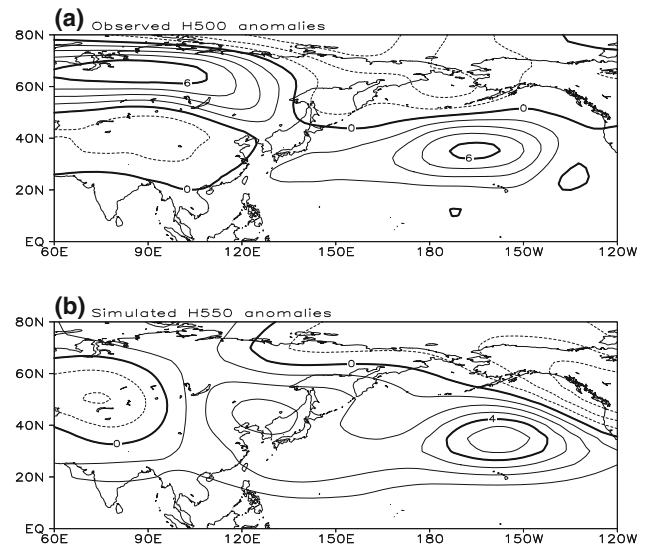 (a) Observed H500 anomalies
80N
60N
40N
20N
EQ
6
0
0
0
6
0
60E 90E 120E 150E 180 150W 120W
(b) Simulated H550 anomalies
80N
60N
40N
20N
EQ
0
0
4
60E 90E 120E 150E 180 150W 120W